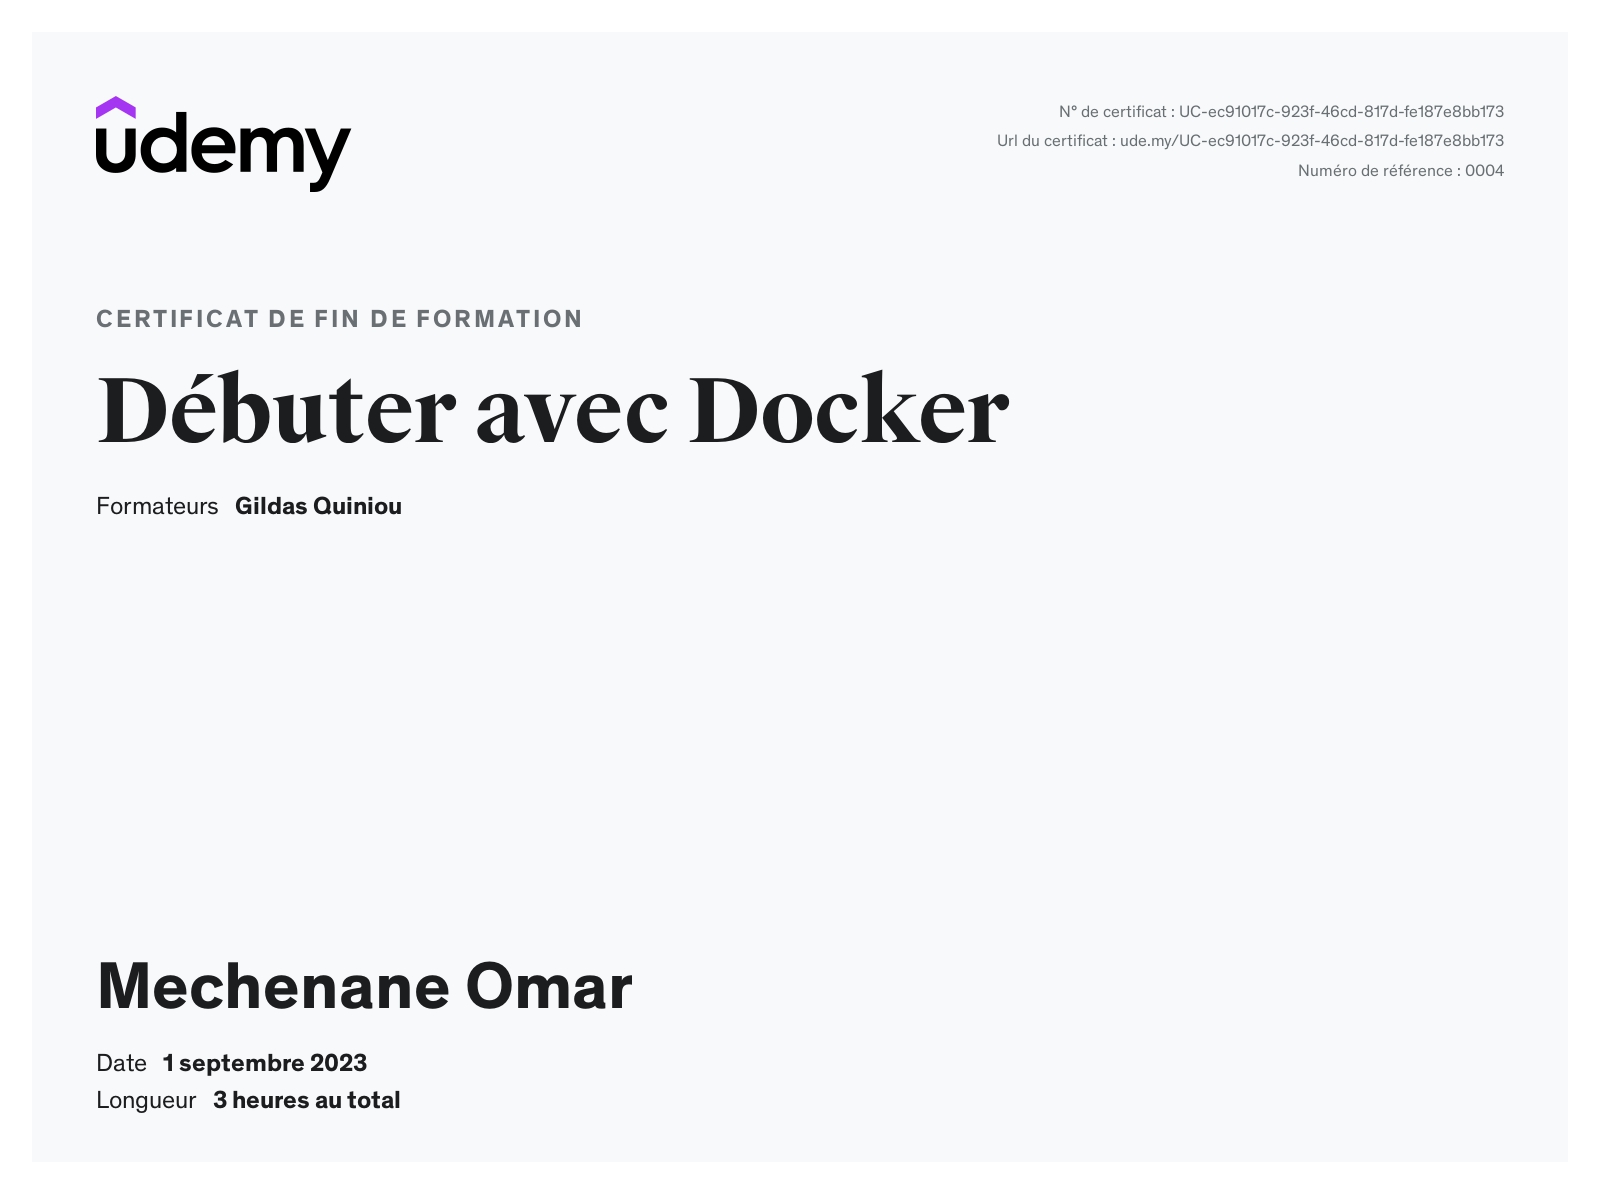 udemy
N° de certificat : UC-ec91017c-923f-46cd-817d-fe187e8bb173
Url du certificat : ude.my/UC-ec91017c-923f-46cd-817d-fe187e8bb173
Numéro de référence : 0004
CERTIFICAT DE FIN DE FORMATION
Débuter avec Docker
Formateurs Gildas Quiniou
Mechenane Omar
Date 1 septembre 2023
Longueur 3 heures au total